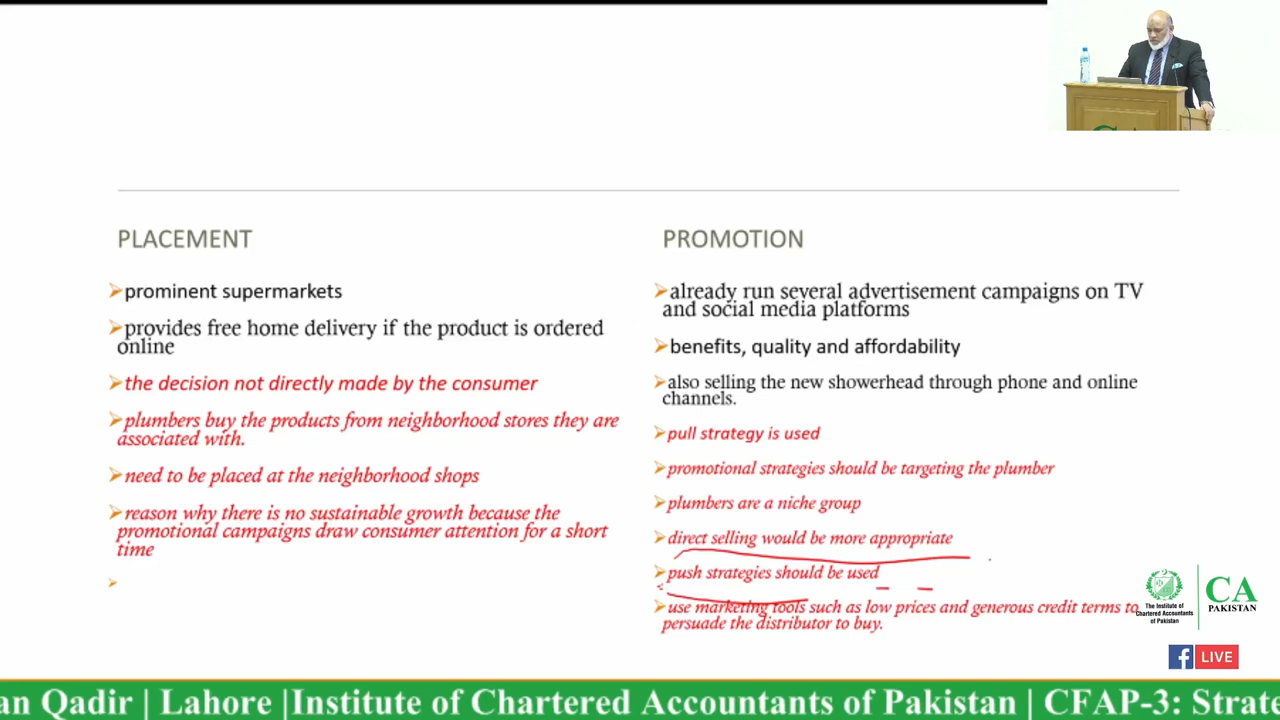 PLACEMENT
prominent supermarkets
provides free home delivery if the product is ordered
online
the decision not directly made by the consumer
plumbers buy the products from neighborhood stores they are
associated with.
need to be placed at the neighborhood shops
reason why there is no sustainable growth because the
promotional campaigns draw consumer attention for a short
time
PROMOTION
already run several advertisement campaigns on TV
and social media platforms
benefits, quality and affordability
also selling the new showerhead through phone and online
channels.
pull strategy is used
promotional strategies should be targeting the plumber
plumbers are a niche group
direct selling would be more appropriate
push strategies should be used
use marketing tools such as low prices and generous credit terms to
persuade the distributor to buy.
The Institute of
Chartered Accountants
of Pakistan
CA
PAKISTAN
f LIVE
an Qadir | Lahore |Institute of Chartered Accountants of Pakistan | CFAP-3: Strate